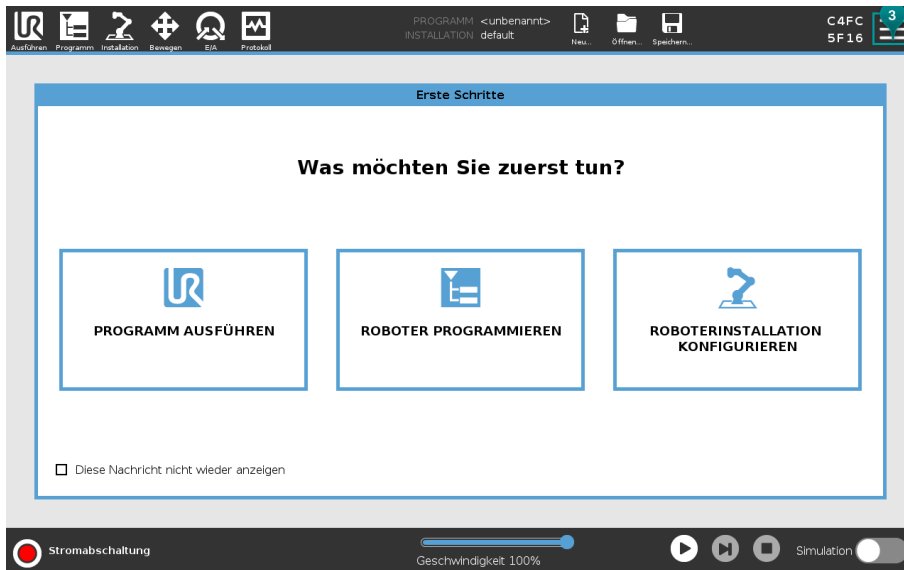 PROGRAMM <unbenannt>
INSTALLATION default
C4FC
5F16
3
Ausführen Programm Installation Bewegen E/A Protokoll
Neu... Öffnen... Speichern...
Erste Schritte
Was möchten Sie zuerst tun?
PROGRAMM AUSFÜHREN
ROBOTER PROGRAMMIEREN
ROBOTERINSTALLATION
KONFIGURIEREN
Diese Nachricht nicht wieder anzeigen
Stromabschaltung
Geschwindigkeit 100%
Simulation